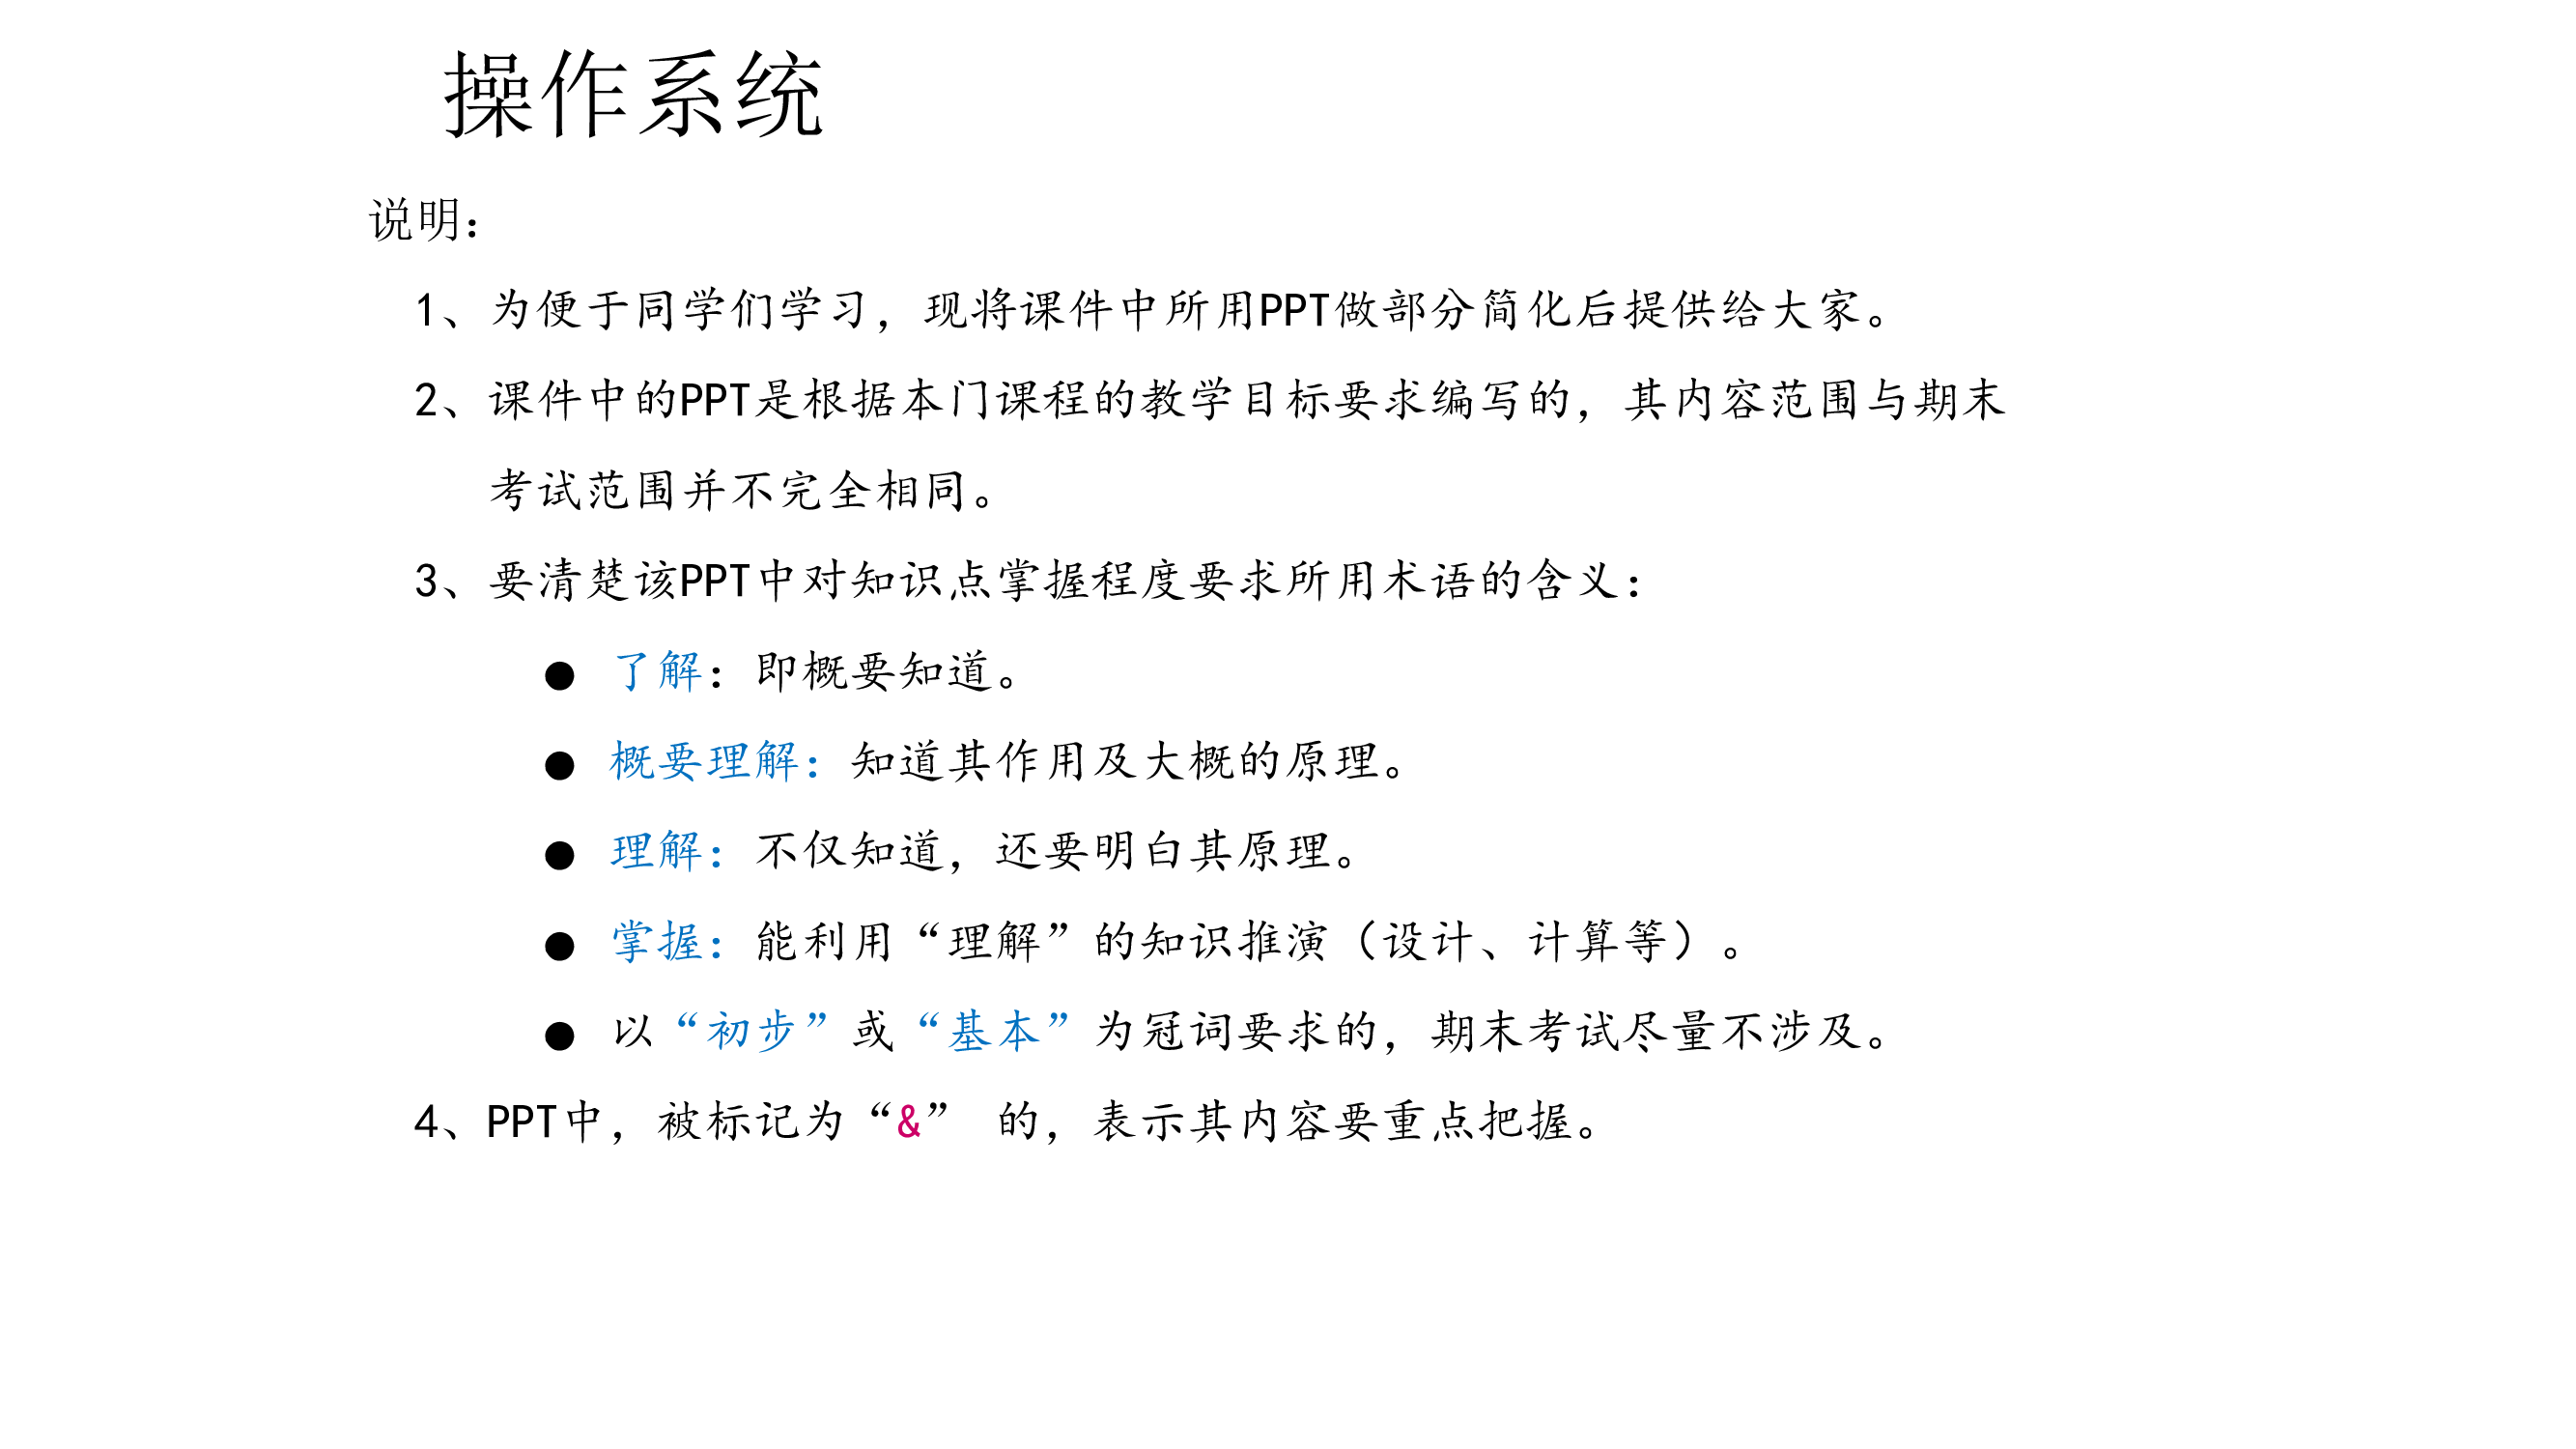 操作系统
说明：
1、为便于同学们学习，现将课件中所用PPT做部分简化后提供给大家。
2、课件中的PPT是根据本门课程的教学目标要求编写的，其内容范围与期末
考试范围并不完全相同。
3、要清楚该PPT中对知识点掌握程度要求所用术语的含义：
● 了解：即概要知道。
● 概要理解：知道其作用及大概的原理。
● 理解：不仅知道，还要明白其原理。
● 掌握：能利用“理解”的知识推演（设计、计算等）。
● 以“初步”或“基本”为冠词要求的，期末考试尽量不涉及。
4、PPT中，被标记为“&” 的，表示其内容要重点把握。